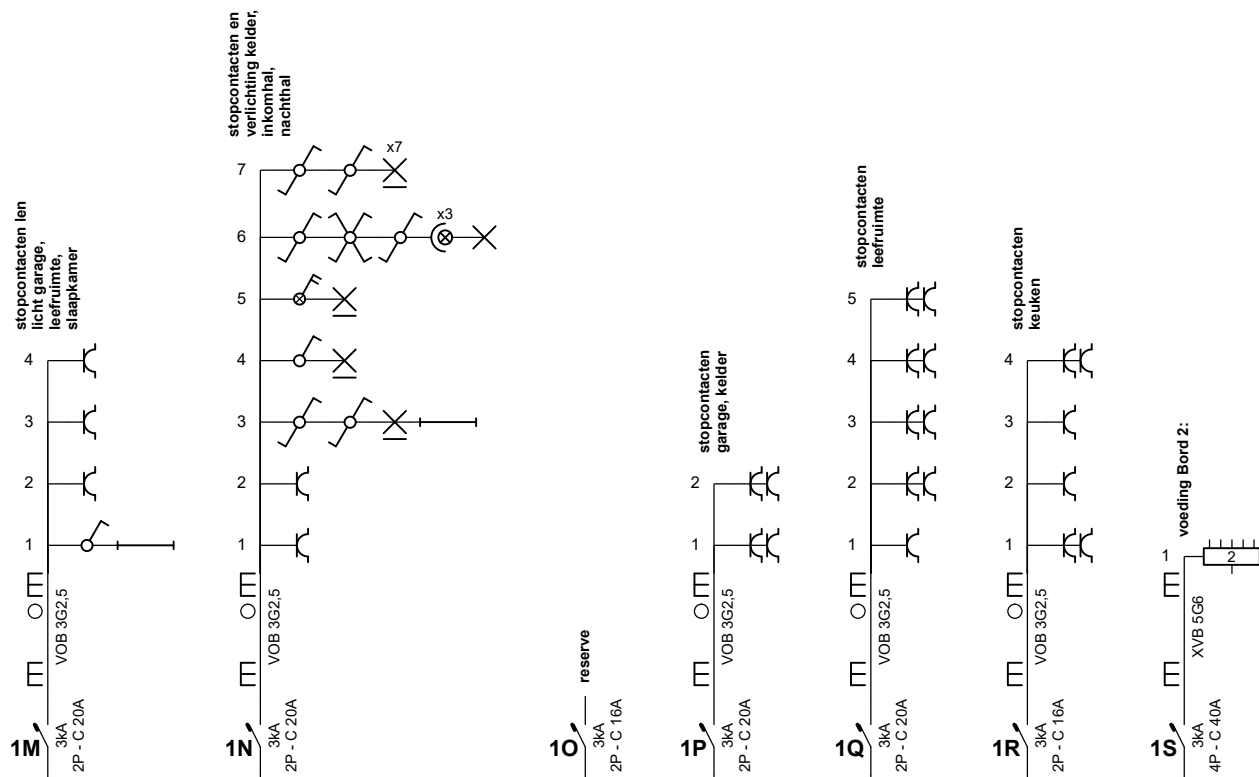 stopcontacten len
licht garage,
leefruimte,
slaapkamer
4
3
2
1
VOB 3G2,5
1M
3kA
2P - C 20A
stopcontacten en
verlichting kelder,
inkomhal,
nachthal
7
x7
6
x3
5
4
3
2
1
VOB 3G2,5
1N
3kA
2P - C 20A
reserve
1O
3kA
2P - C 16A
stopcontacten
garage, kelder
2
1
VOB 3G2,5
1P
3kA
2P - C 20A
stopcontacten
leefruimte
5
4
3
2
1
VOB 3G2,5
1Q
3kA
2P - C 20A
stopcontacten
keuken
4
3
2
1
VOB 3G2,5
1R
3kA
2P - C 16A
voeding Bord 2:
1
2
XVB 5G6
1S
3kA
4P - C 40A